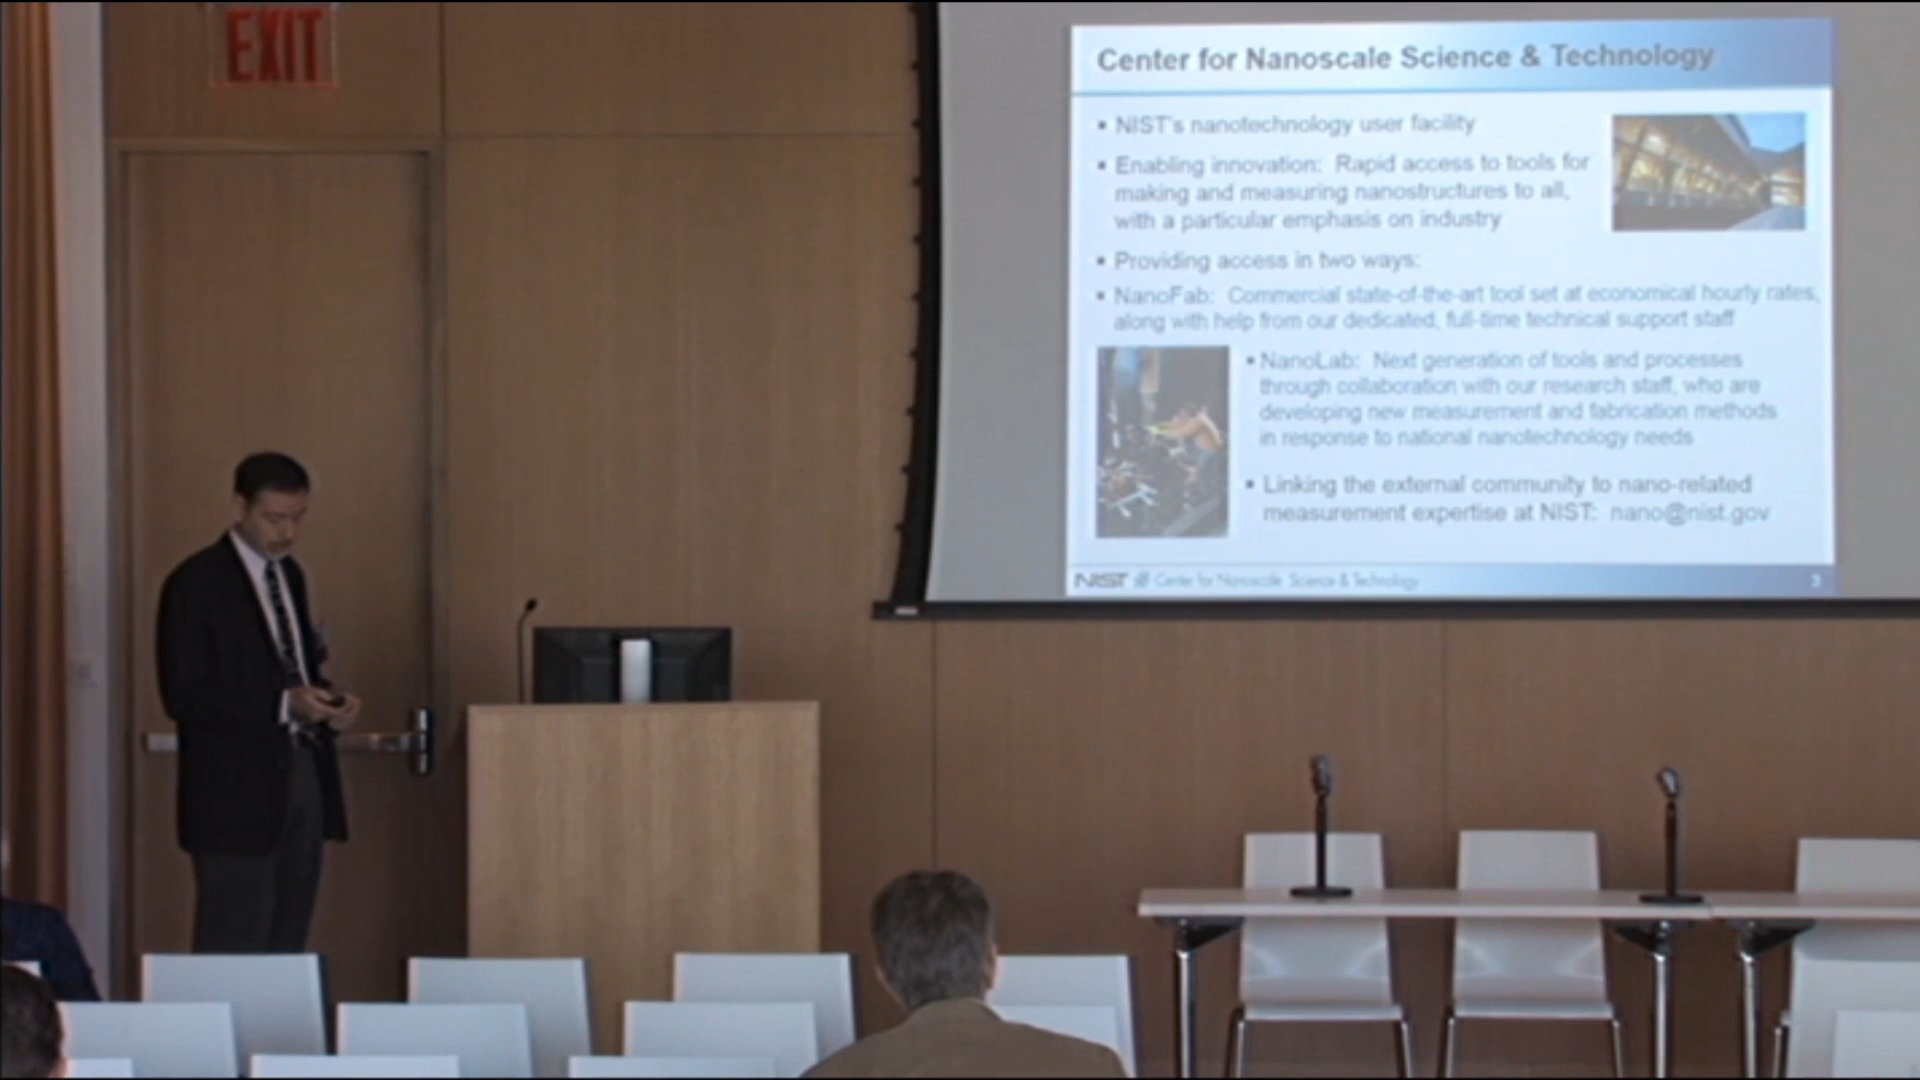 EXIT
Center for Nanoscale Science & Technology
▪ NIST's nanotechnology user facility
▪ Enabling innovation: Rapid access to tools for
making and measuring nanostructures to all,
with a particular emphasis on industry
▪ Providing access in two ways:
▪ NanoFab: Commercial state-of-the-art tool set at economical hourly rates,
along with help from our dedicated, full-time technical support staff
▪ NanoLab: Next generation of tools and processes
through collaboration with our research staff, who are
developing new measurement and fabrication methods
in response to national nanotechnology needs
▪ Linking the external community to nano-related
measurement expertise at NIST: nano@nist.gov
NIST Center for Nanoscale Science & Technology 3